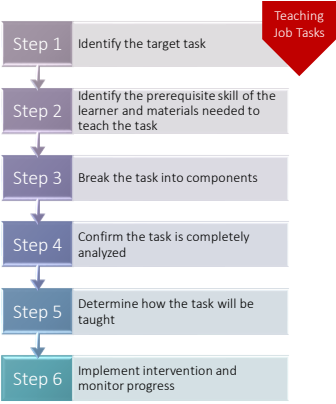 Teaching
Job Tasks
Step 1
Identify the target task
Step 2
Identify the prerequisite skill of the
learner and materials needed to
teach the task
Step 3
Break the task into components
Step 4
Confirm the task is completely
analyzed
Step 5
Determine how the task will be
taught
Step 6
Implement intervention and
monitor progress